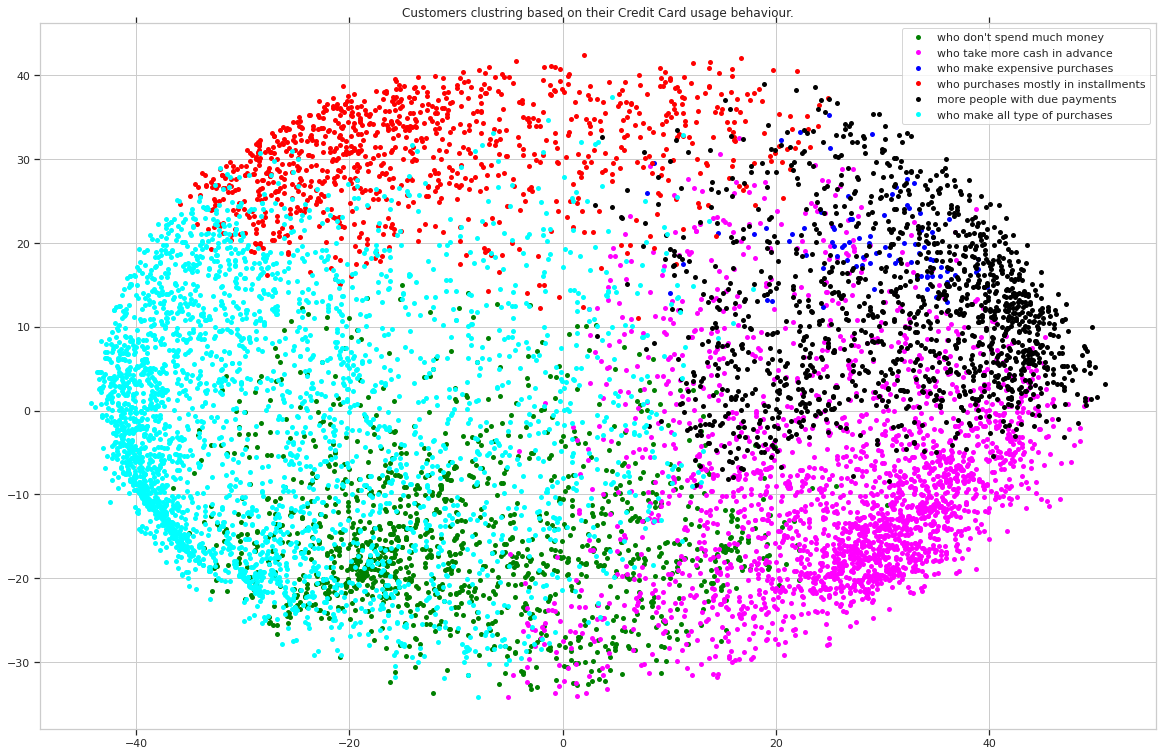 Customers clustring based on their Credit Card usage behaviour.
who don't spend much money
who take more cash in advance
who make expensive purchases
who purchases mostly in installments
more people with due payments
who make all type of purchases
40
30
20
10
0
−10
−20
−30
−40
−20
0
20
40